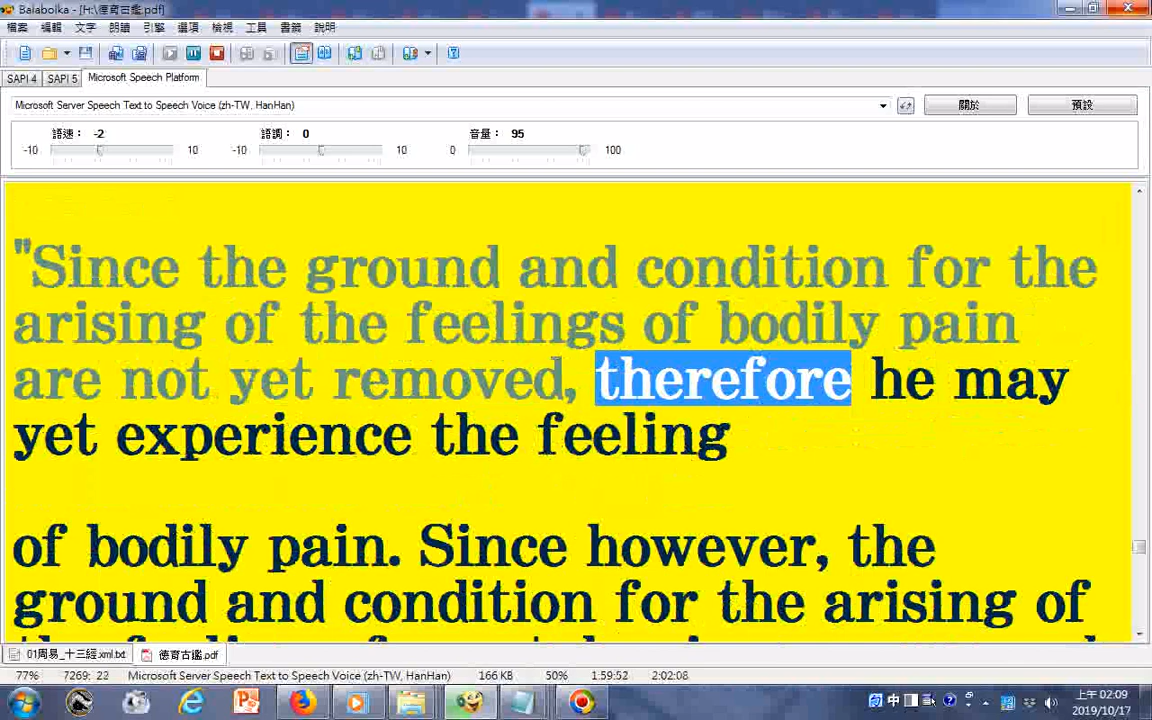 Balabolka - [H:\德育古鑑.pdf]
檔案 編輯 文字 朗讀 引擎 選項 檢視 工具 書籤 說明
SAPI 4 SAPI 5 Microsoft Speech Platform
Microsoft Server Speech Text to Speech Voice (zh-TW, HanHan) 關於 預設
語速： -2 語調： 0 音量： 95
-10 10 -10 10 0 100
"Since the ground and condition for the
arising of the feelings of bodily pain
are not yet removed, therefore he may
yet experience the feeling
of bodily pain. Since however, the
ground and condition for the arising of
01周易_十三經.xml.txt 德育古鑑.pdf
77% 7269: 22 Microsoft Server Speech Text to Speech Voice (zh-TW, HanHan) 166 KB 50% 1:59:52 2:02:08
中 上午 02:09
2019/10/17